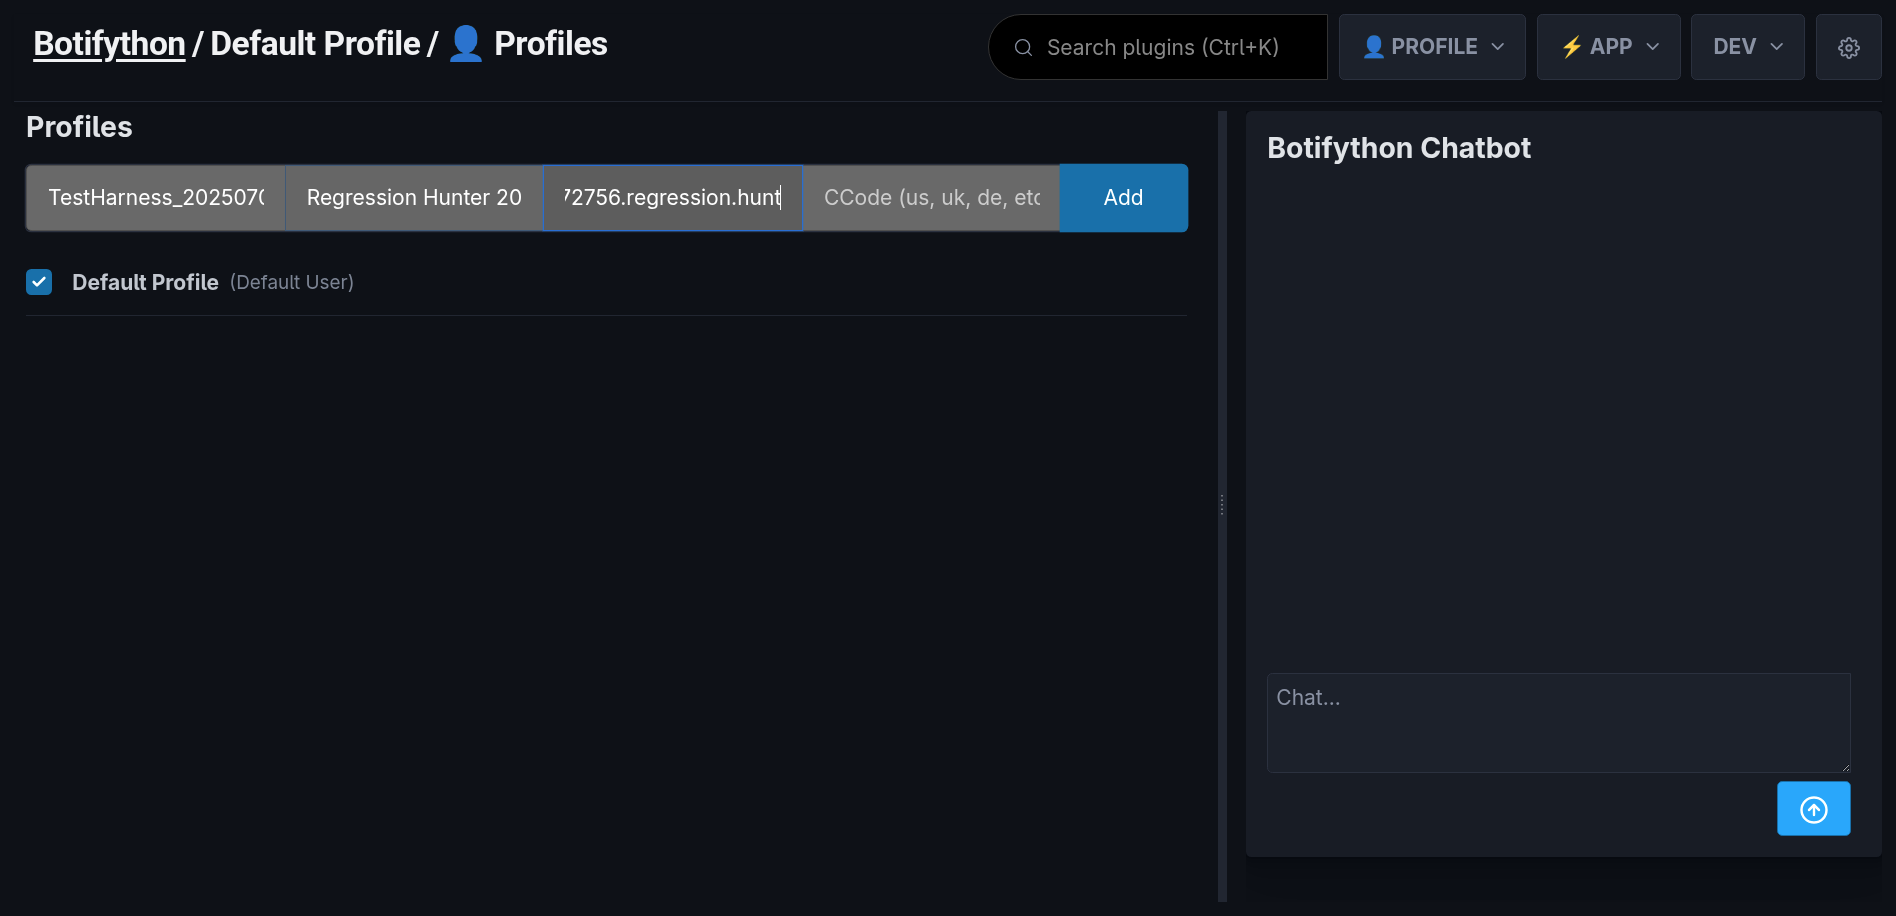 Botifython / Default Profile / 👤 Profiles
Search plugins (Ctrl+K)
👤 PROFILE
⚡ APP
DEV
Profiles
TestHarness_202507
Regression Hunter 20
72756.regression.hunt
CCode (us, uk, de, etc
Add
Default Profile (Default User)
Botifython Chatbot
Chat...